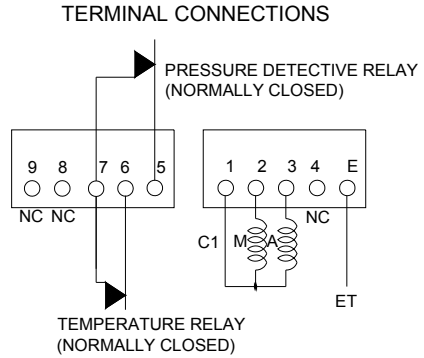 TERMINAL CONNECTIONS
PRESSURE DETECTIVE RELAY
(NORMALLY CLOSED)
9 8 7 6 5
NC NC
1 2 3 4 E
NC
C1 M A
ET
TEMPERATURE RELAY
(NORMALLY CLOSED)